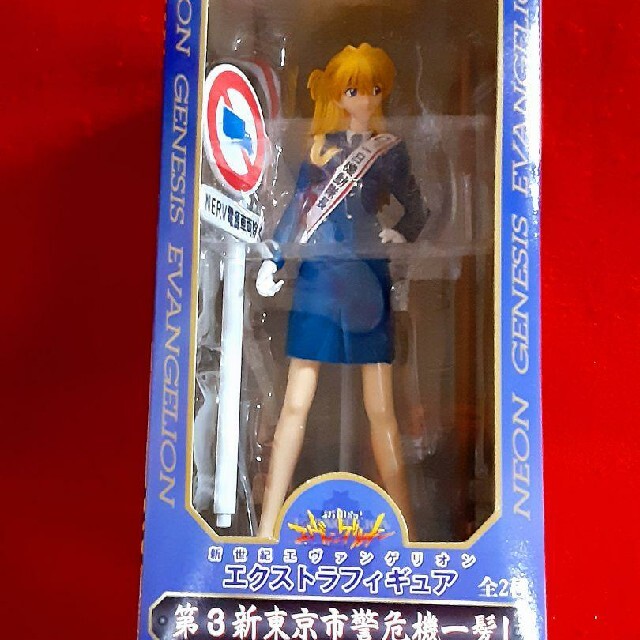 NEON GENESIS EVANGELION
NEON GENESIS EVANGELION
新世紀エヴァンゲリオン
エクストラフィギュア
全2種
第3新東京市警危機一髪!